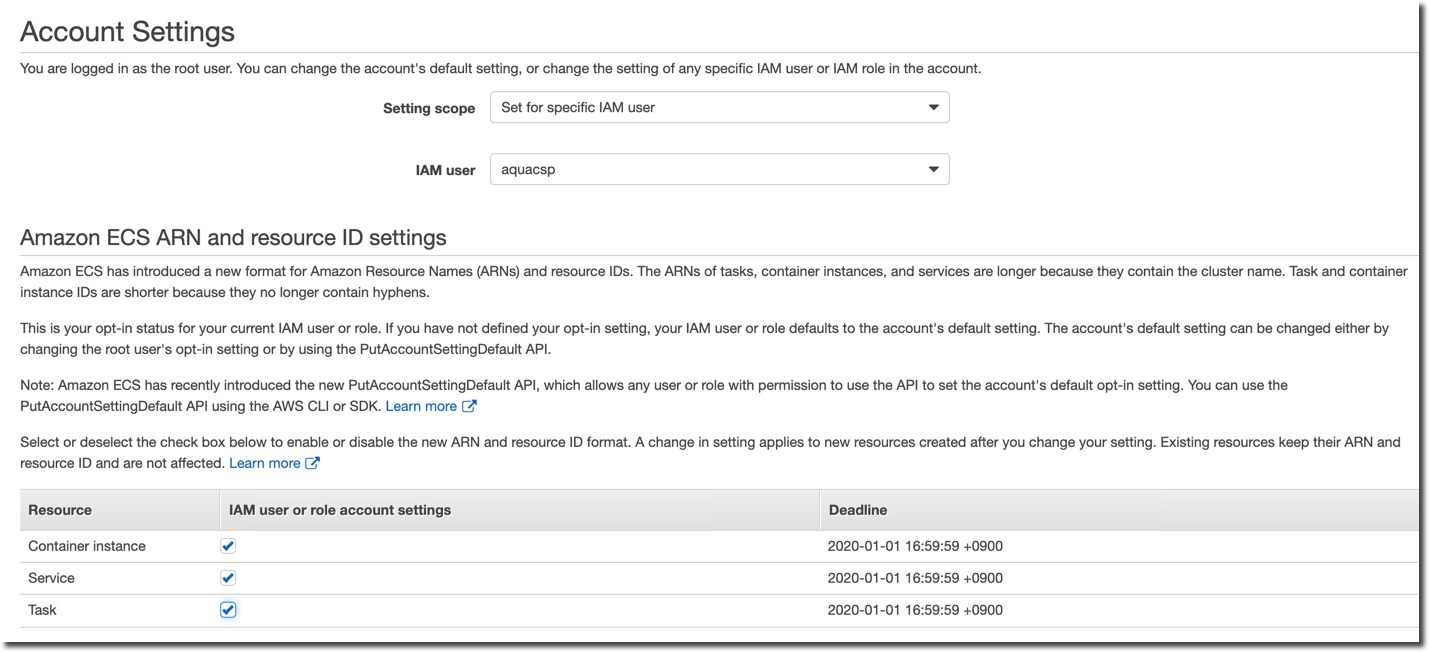 Account Settings
You are logged in as the root user. You can change the account's default setting, or change the setting of any specific IAM user or IAM role in the account.
Setting scope Set for specific IAM user
IAM user aquacsp
Amazon ECS ARN and resource ID settings
Amazon ECS has introduced a new format for Amazon Resource Names (ARNs) and resource IDs. The ARNs of tasks, container instances, and services are longer because they contain the cluster name. Task and container
instance IDs are shorter because they no longer contain hyphens.
This is your opt-in status for your current IAM user or role. If you have not defined your opt-in setting, your IAM user or role defaults to the account's default setting. The account's default setting can be changed either by
changing the root user's opt-in setting or by using the PutAccountSettingDefault API.
Note: Amazon ECS has recently introduced the new PutAccountSettingDefault API, which allows any user or role with permission to use the API to set the account's default opt-in setting. You can use the
PutAccountSettingDefault API using the AWS CLI or SDK. Learn more
Select or deselect the check box below to enable or disable the new ARN and resource ID format. A change in setting applies to new resources created after you change your setting. Existing resources keep their ARN and
resource ID and are not affected. Learn more
Resource IAM user or role account settings Deadline
Container instance 2020-01-01 16:59:59 +0900
Service 2020-01-01 16:59:59 +0900
Task 2020-01-01 16:59:59 +0900